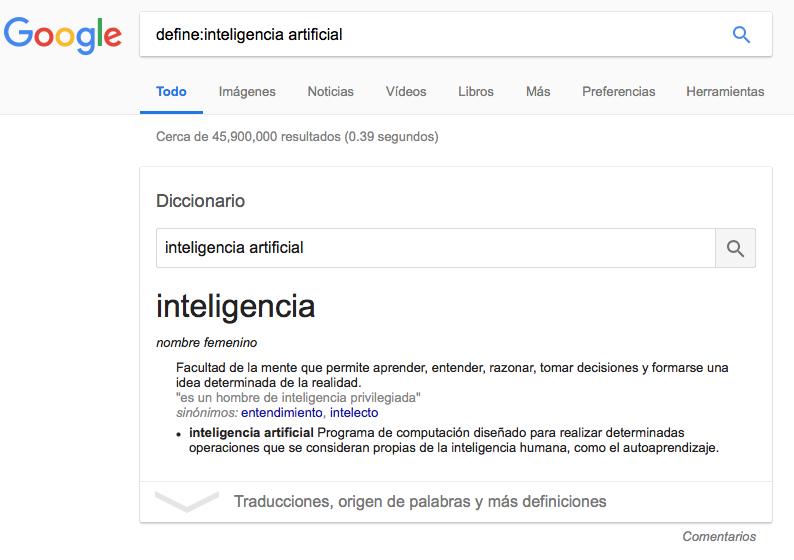 Google
define:inteligencia artificial
Todo Imágenes Noticias Vídeos Libros Más Preferencias Herramientas
Cerca de 45,900,000 resultados (0.39 segundos)
Diccionario
inteligencia artificial
inteligencia
nombre femenino
Facultad de la mente que permite aprender, entender, razonar, tomar decisiones y formarse una
idea determinada de la realidad.
"es un hombre de inteligencia privilegiada"
sinónimos: entendimiento, intelecto
• inteligencia artificial Programa de computación diseñado para realizar determinadas
operaciones que se consideran propias de la inteligencia humana, como el autoaprendizaje.
Traducciones, origen de palabras y más definiciones
Comentarios